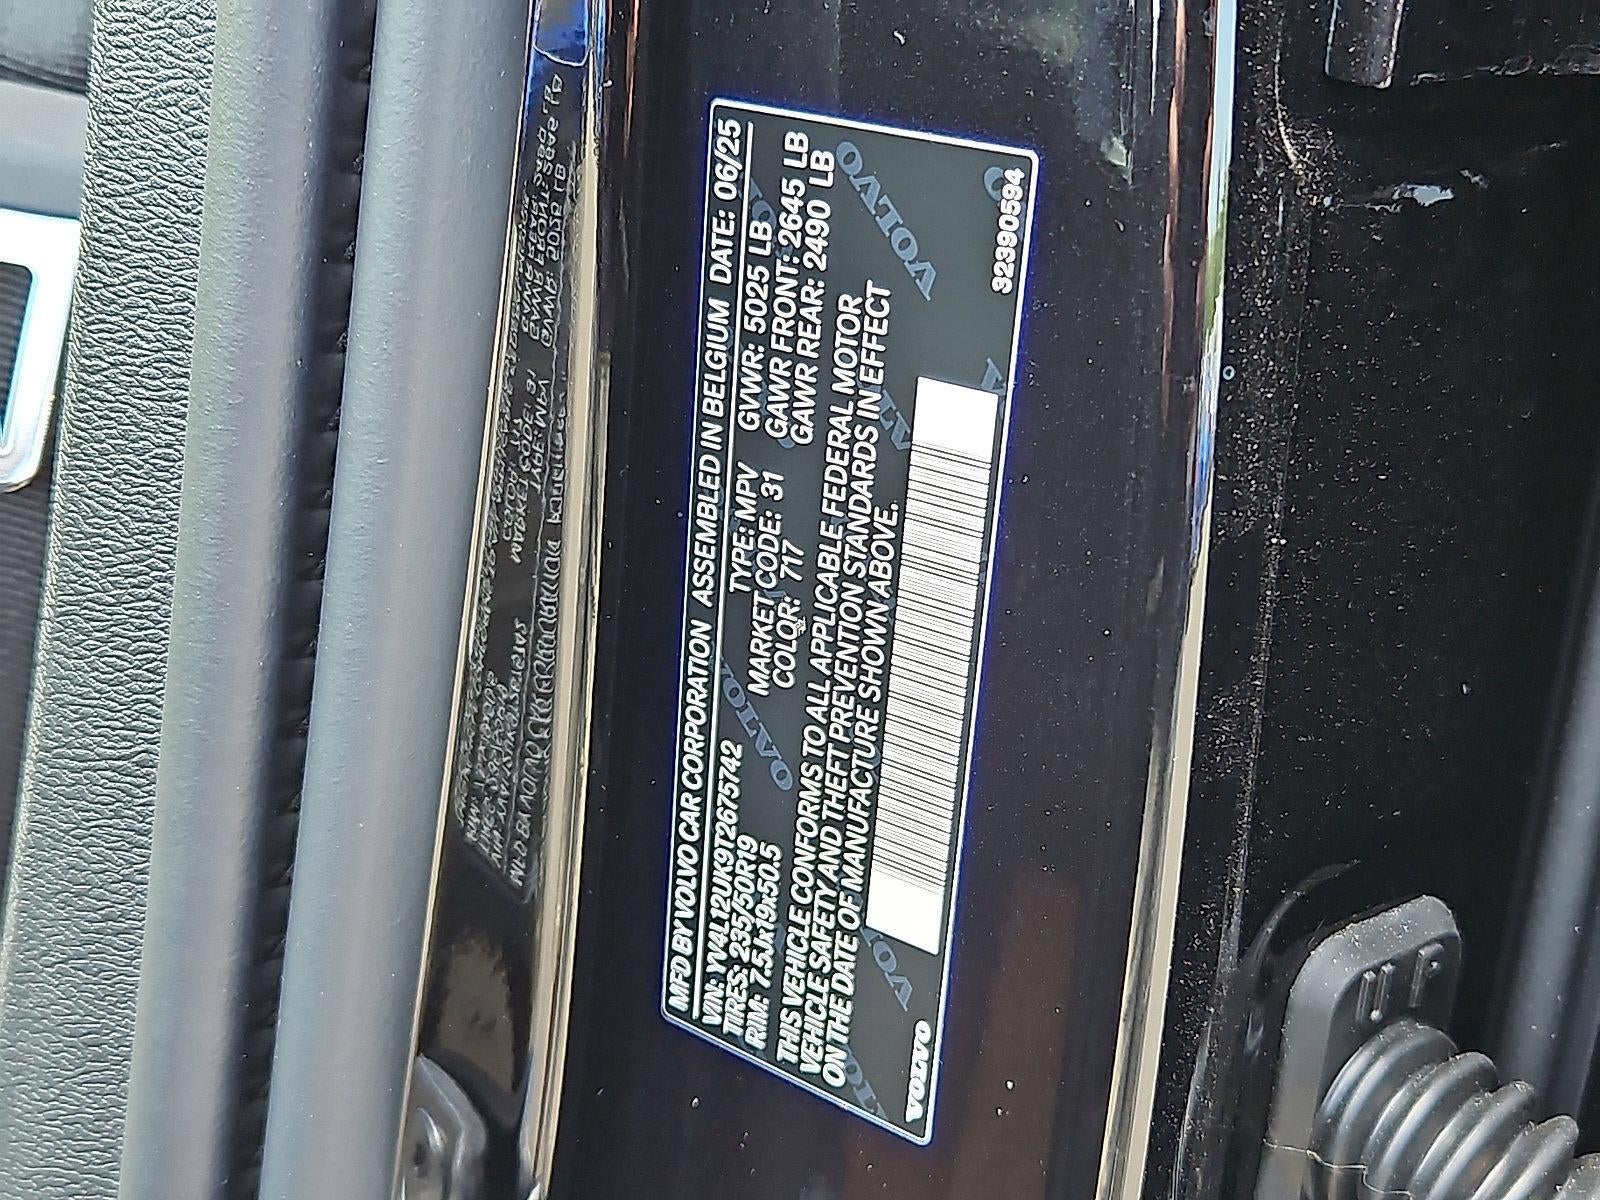 MFD BY VOLVO CAR CORPORATION ASSEMBLED IN BELGIUM DATE: 06/25
VIN: YV4L12UK9T2675742 TYPE: MPV GVWR: 5025 LB
TIRES: 235/50R19 MARKET CODE: 31 GAWR FRONT: 2645 LB
RIM: 7.5Jx19x50.5 COLOR: 717 GAWR REAR: 2490 LB
THIS VEHICLE CONFORMS TO ALL APPLICABLE FEDERAL MOTOR
VEHICLE SAFETY AND THEFT PREVENTION STANDARDS IN EFFECT
ON THE DATE OF MANUFACTURE SHOWN ABOVE.
VOLVO 32390594